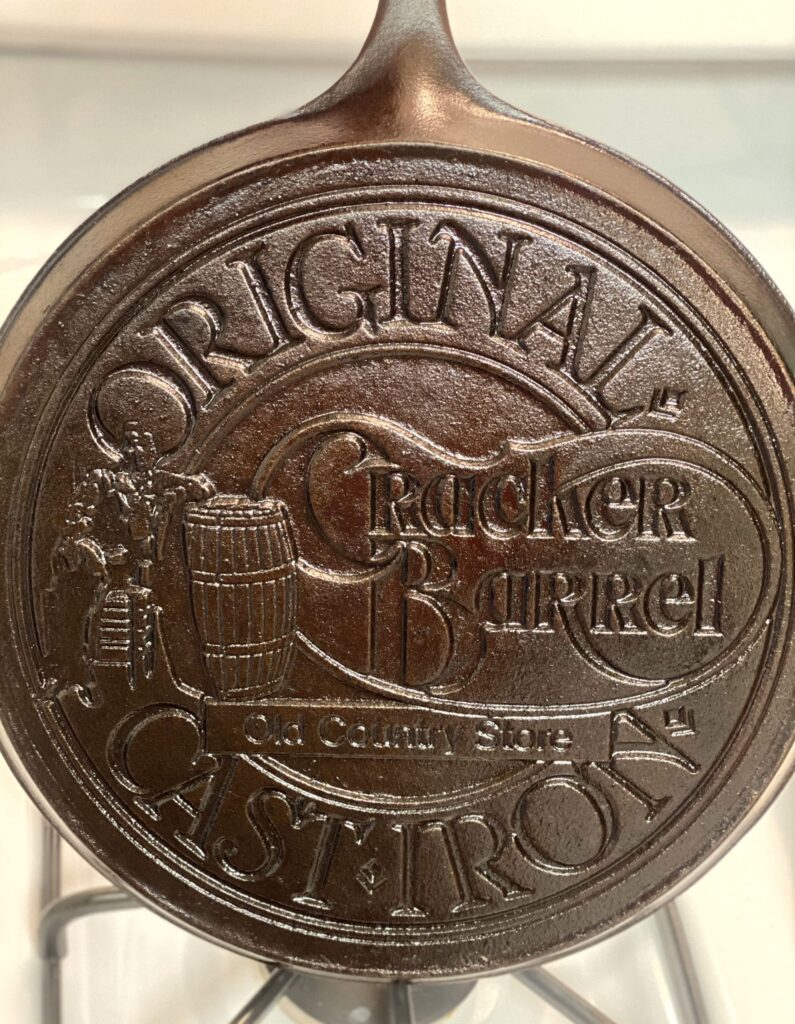 ORIGINAL
Cracker
Barrel
Old Country Store
CAST · IRON